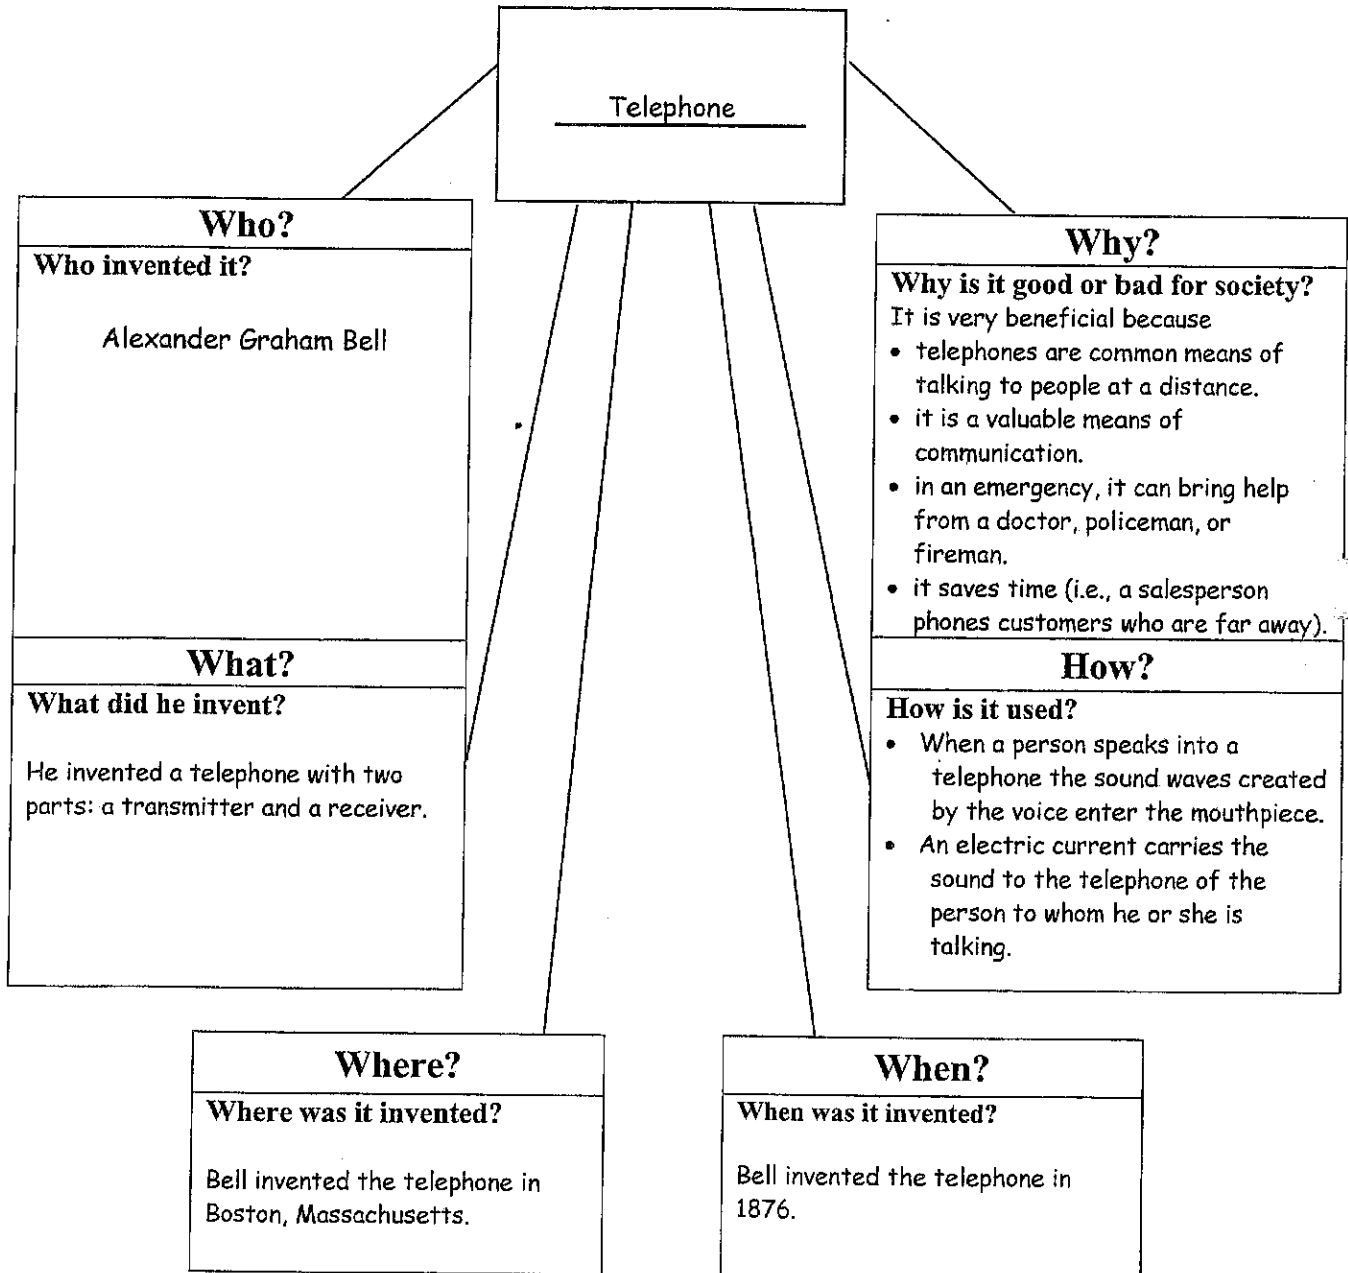 Telephone
Who?
Who invented it?
Alexander Graham Bell
What?
What did he invent?
He invented a telephone with two
parts: a transmitter and a receiver.
Why?
Why is it good or bad for society?
It is very beneficial because
• telephones are common means of
talking to people at a distance.
• it is a valuable means of
communication.
• in an emergency, it can bring help
from a doctor, policeman, or
fireman.
• it saves time (i.e., a salesperson
phones customers who are far away).
How?
How is it used?
• When a person speaks into a
telephone the sound waves created
by the voice enter the mouthpiece.
• An electric current carries the
sound to the telephone of the
person to whom he or she is
talking.
Where?
Where was it invented?
Bell invented the telephone in
Boston, Massachusetts.
When?
When was it invented?
Bell invented the telephone in
1876.